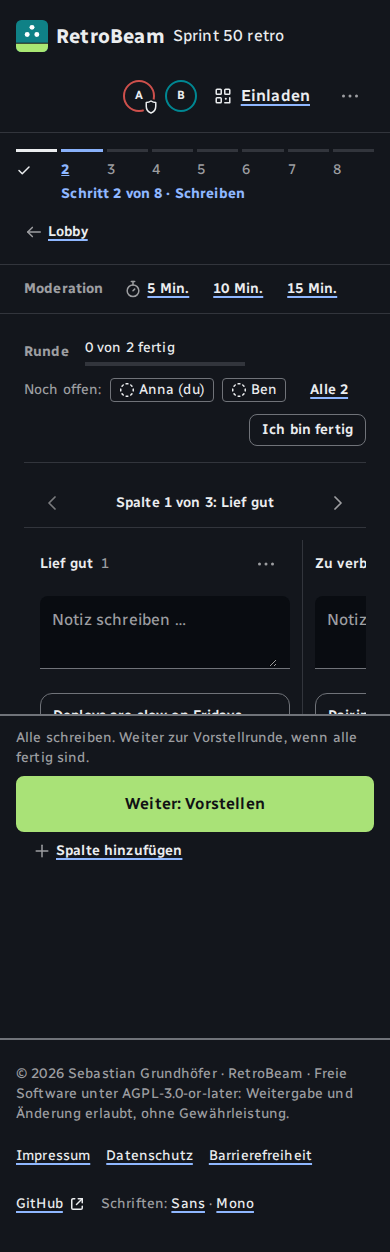 RetroBeam Sprint 50 retro
A B Einladen
2 3 4 5 6 7 8
Schritt 2 von 8 · Schreiben
Lobby
Moderation 5 Min. 10 Min. 15 Min.
Runde 0 von 2 fertig
Noch offen: Anna (du) Ben Alle 2
Ich bin fertig
Spalte 1 von 3: Lief gut
Lief gut 1 Zu verb
Notiz schreiben ... Notiz
Alle schreiben. Weiter zur Vorstellrunde, wenn alle
fertig sind.
Weiter: Vorstellen
Spalte hinzufügen
© 2026 Sebastian Grundhöfer · RetroBeam · Freie
Software unter AGPL-3.0-or-later: Weitergabe und
Änderung erlaubt, ohne Gewährleistung.
Impressum Datenschutz Barrierefreiheit
GitHub Schriften: Sans · Mono